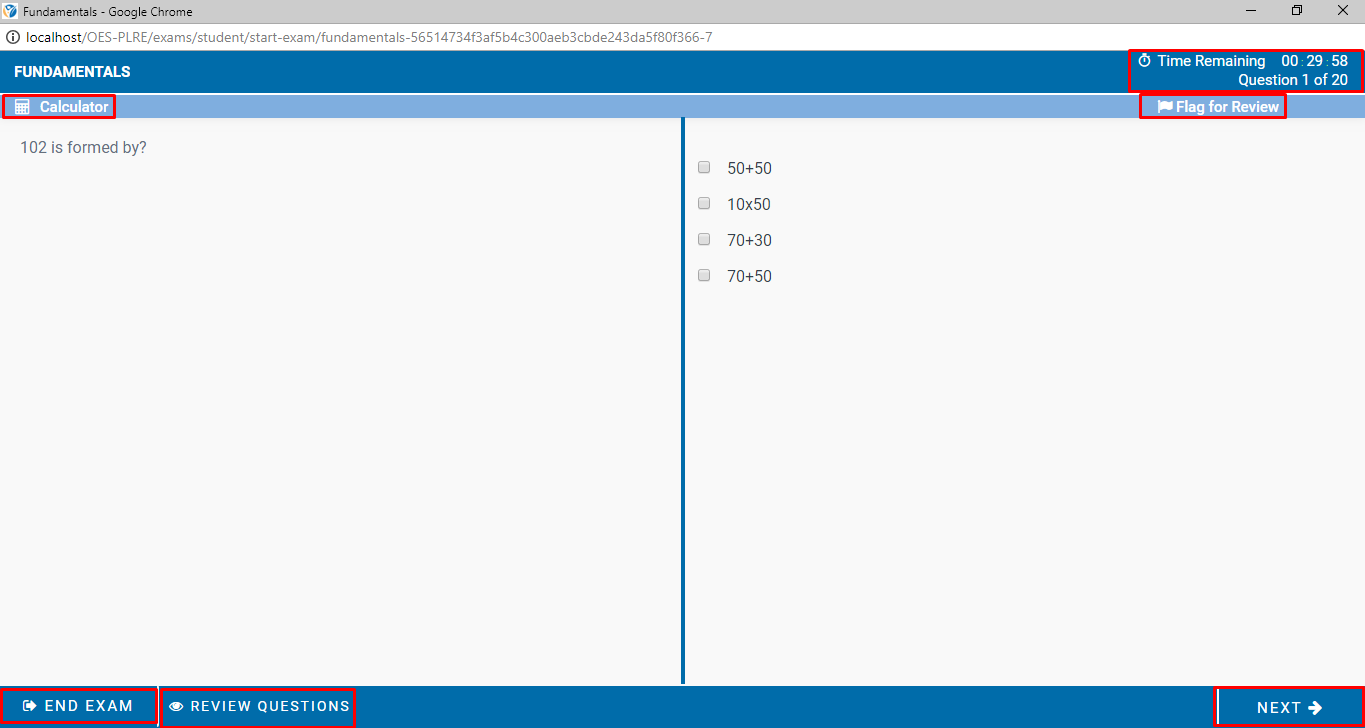 Fundamentals - Google Chrome
localhost/OES-PLRE/exams/student/start-exam/fundamentals-56514734f3af5b4c300aeb3cbde243da5f80f366-7
FUNDAMENTALS
Time Remaining 00 : 29 : 58
Question 1 of 20
Calculator
Flag for Review
102 is formed by?
50+50
10x50
70+30
70+50
END EXAM
REVIEW QUESTIONS
NEXT